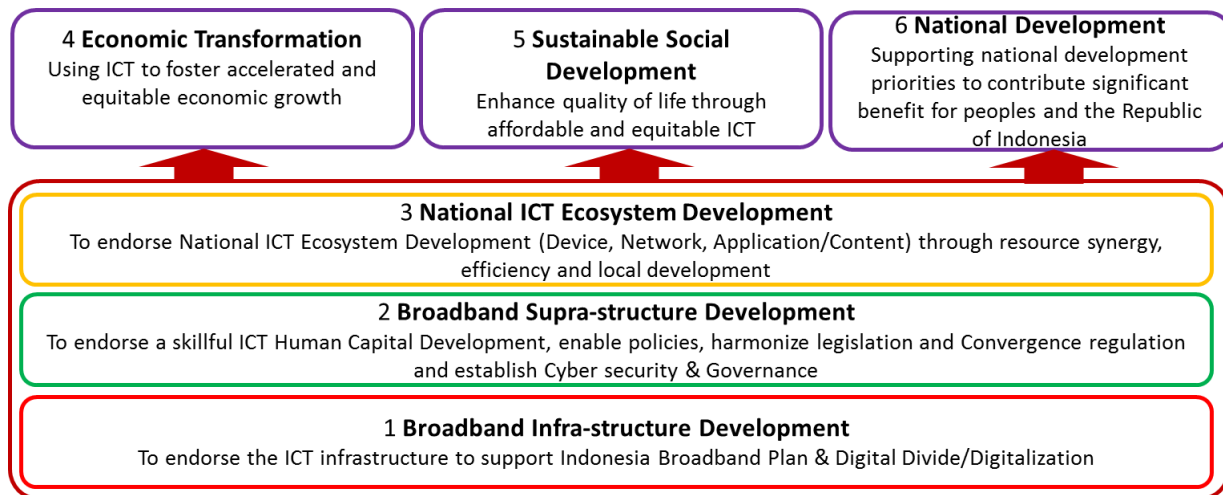 4 Economic Transformation
Using ICT to foster accelerated and
equitable economic growth
5 Sustainable Social
Development
Enhance quality of life through
affordable and equitable ICT
6 National Development
Supporting national development
priorities to contribute significant
benefit for peoples and the Republic
of Indonesia
3 National ICT Ecosystem Development
To endorse National ICT Ecosystem Development (Device, Network, Application/Content) through resource synergy,
efficiency and local development
2 Broadband Supra-structure Development
To endorse a skillful ICT Human Capital Development, enable policies, harmonize legislation and Convergence regulation
and establish Cyber security & Governance
1 Broadband Infra-structure Development
To endorse the ICT infrastructure to support Indonesia Broadband Plan & Digital Divide/Digitalization